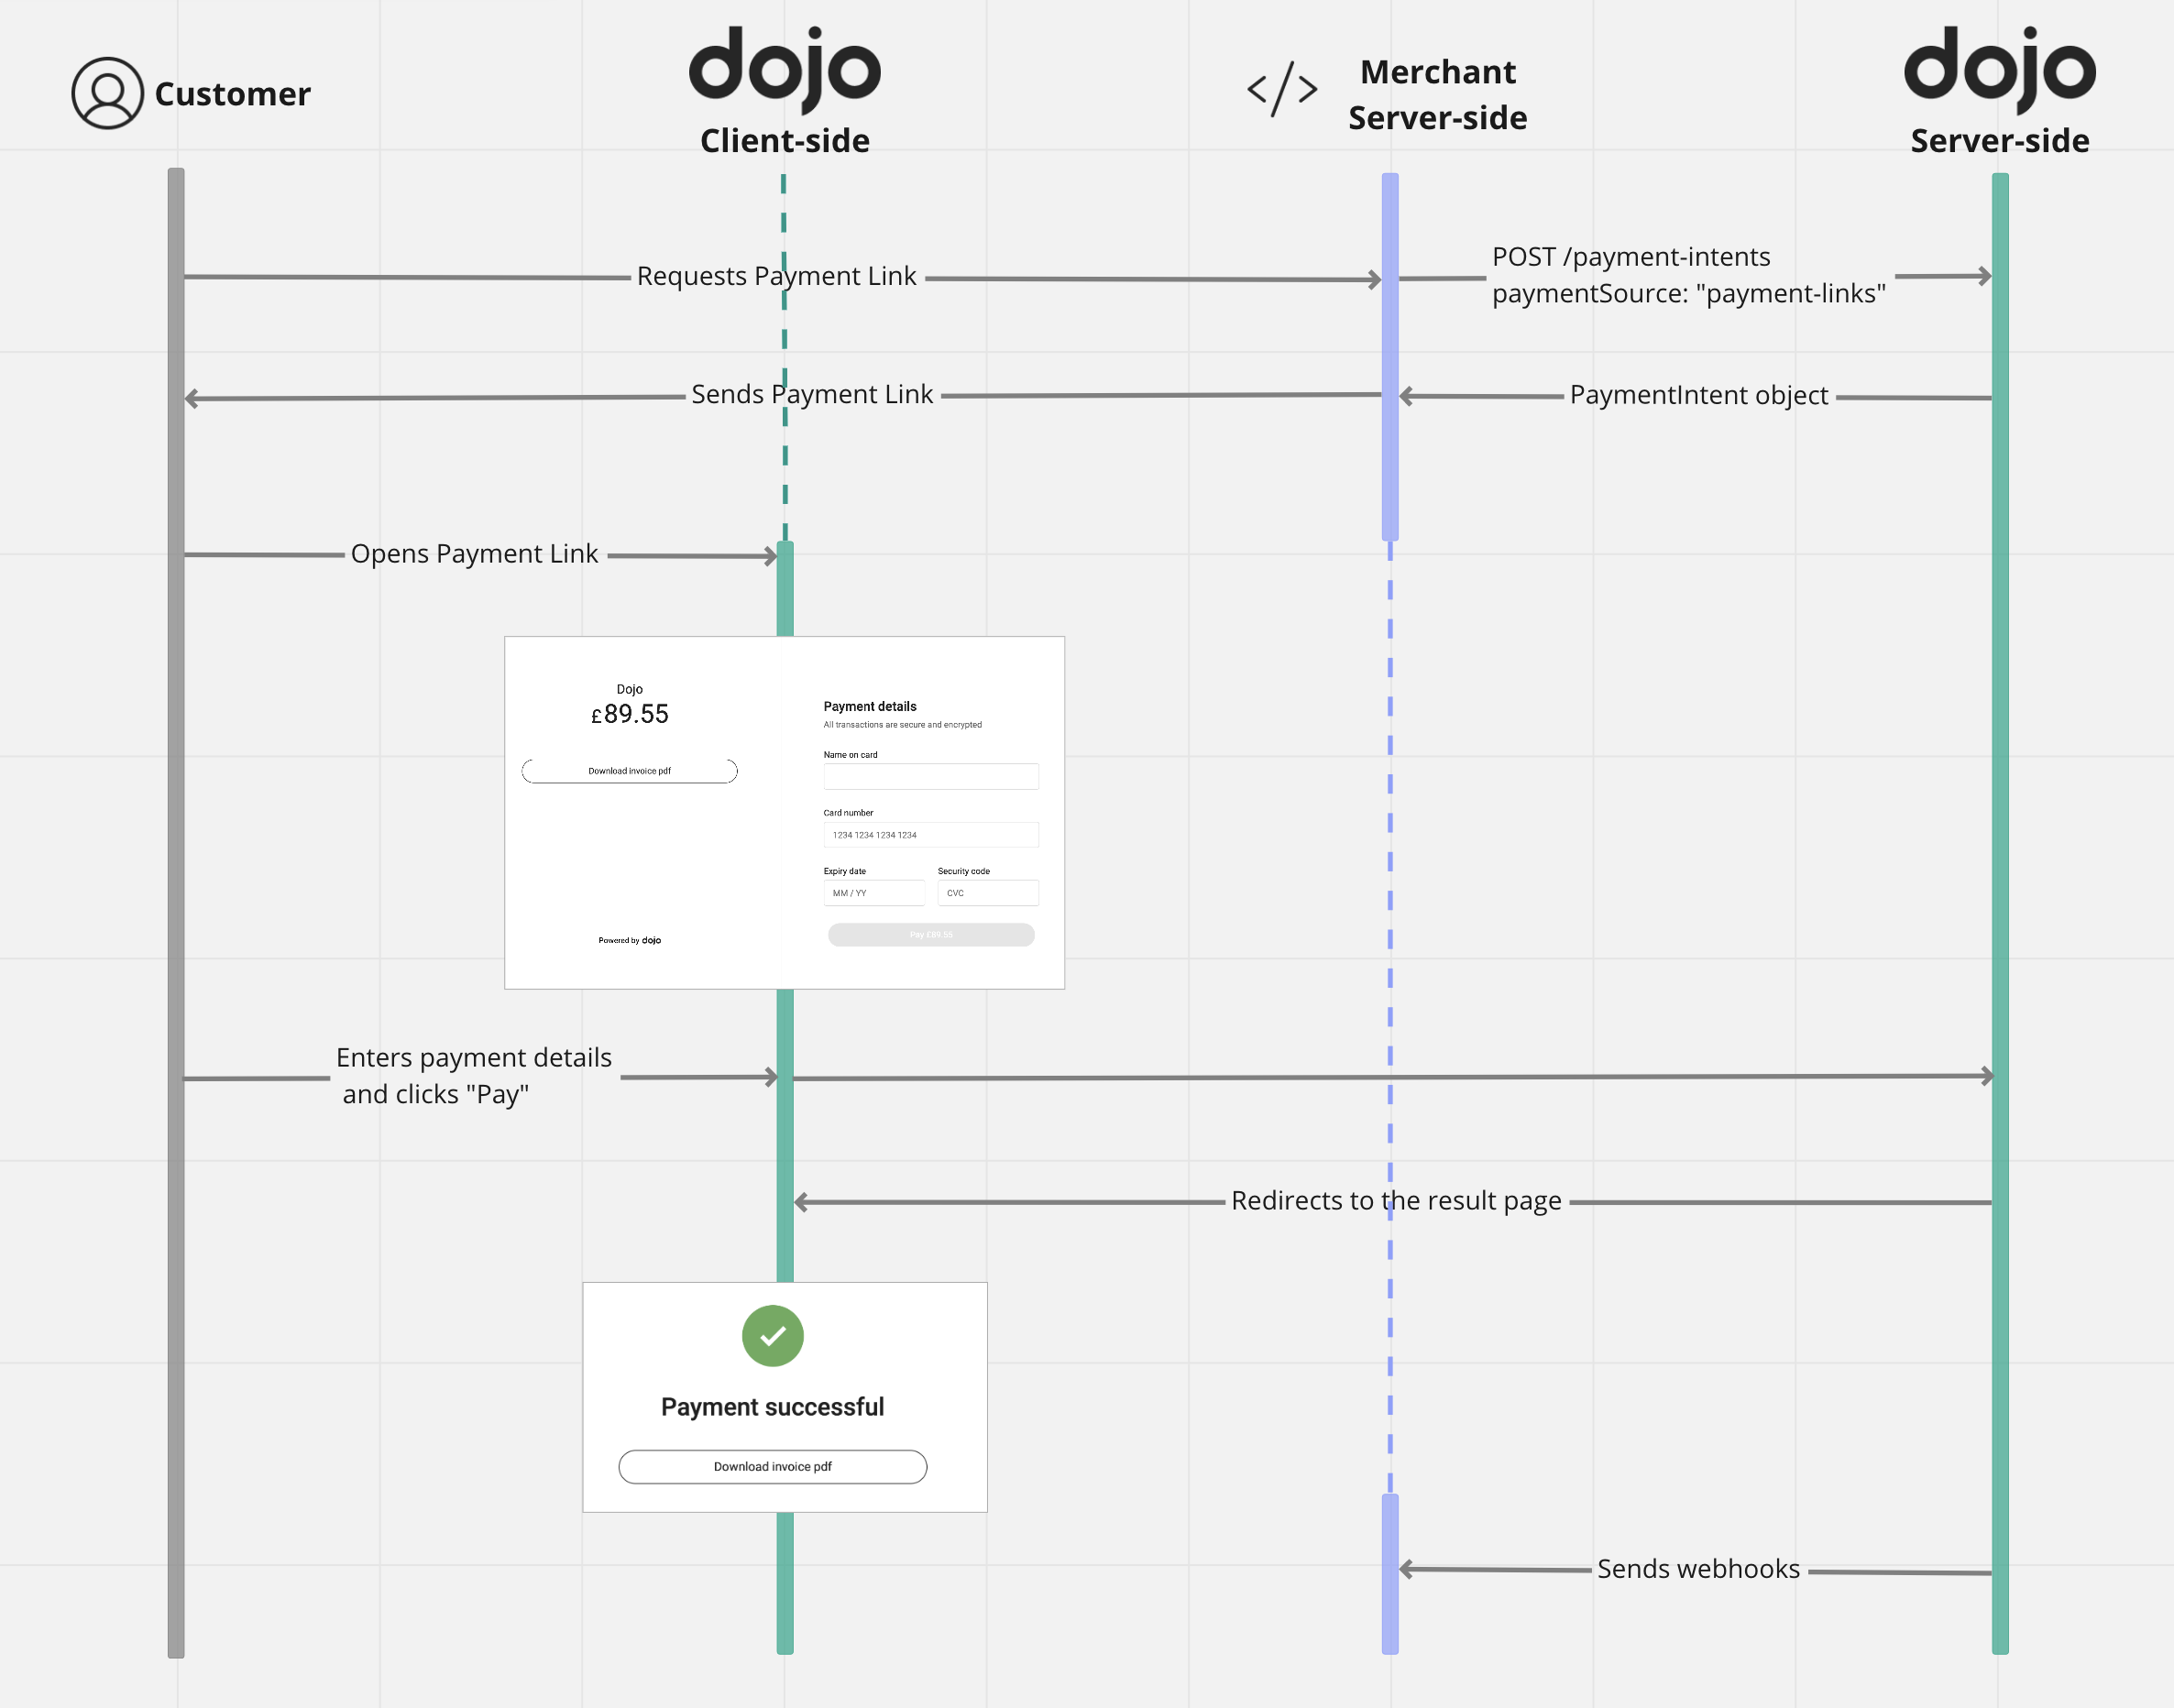 Customer
dojo
Client-side
Merchant
Server-side
dojo
Server-side
Requests Payment Link
POST /payment-intents
paymentSource: "payment-links"
Sends Payment Link
PaymentIntent object
Opens Payment Link
Dojo
£89.55
Download invoice pdf
Powered by dojo
Payment details
All transactions are secure and encrypted
Name on card
Card number
1234 1234 1234 1234
Expiry date
Security code
MM / YY
CVC
Pay £89.55
Enters payment details
and clicks "Pay"
Redirects to the result page
Payment successful
Download invoice pdf
Sends webhooks